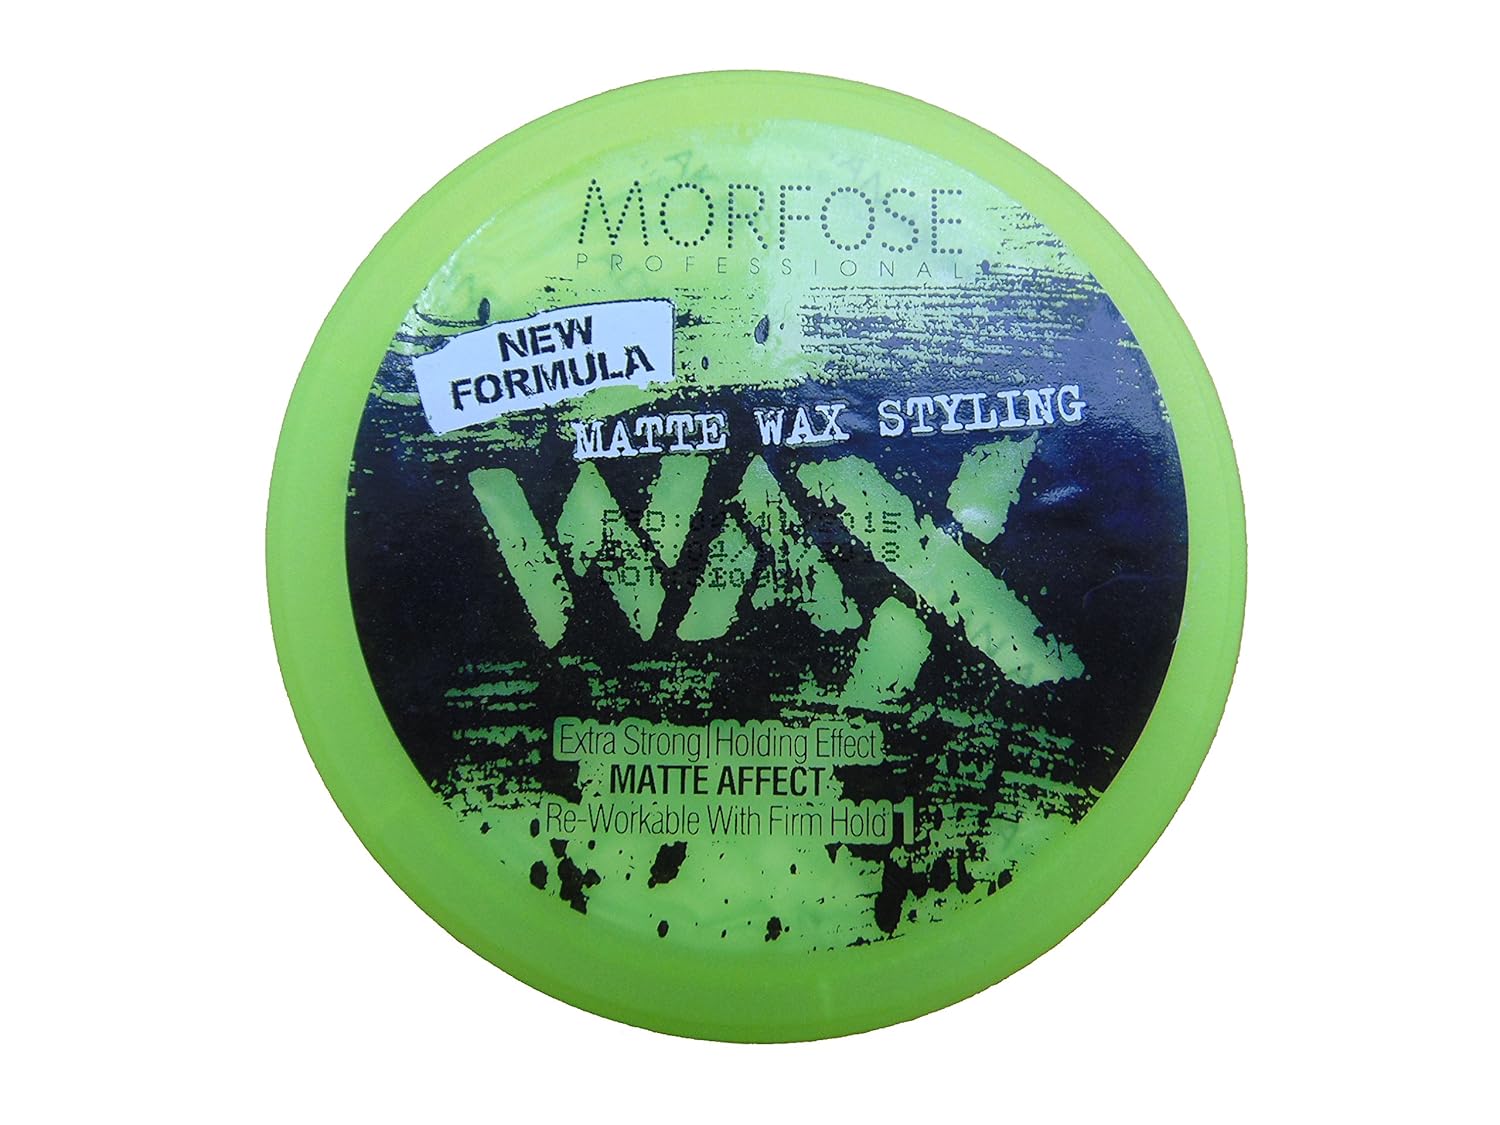 MORFOSE
PROFESSIONAL
NEW
FORMULA
MATTE WAX STYLING
WAX
Extra Strong|Holding Effect
MATTE AFFECT
Re-Workable With Firm Hold 1